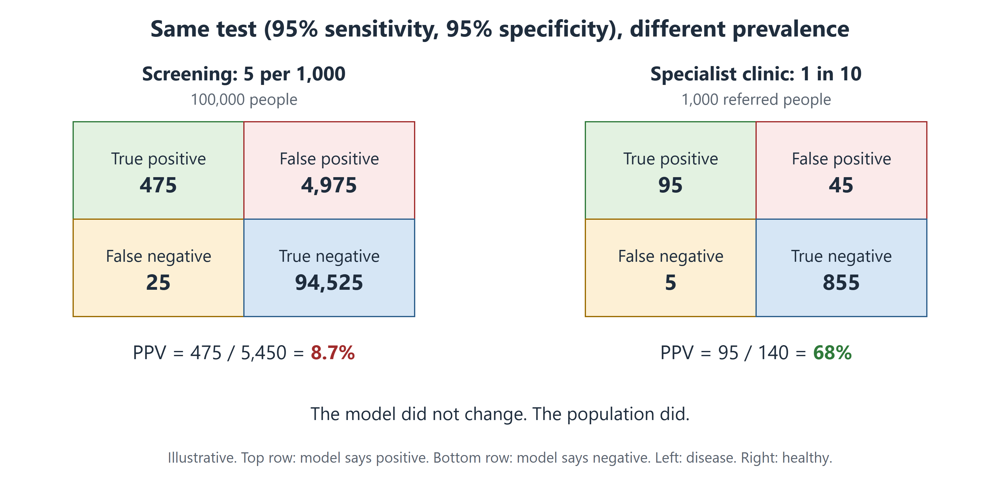 Same test (95% sensitivity, 95% specificity), different prevalence
Screening: 5 per 1,000
100,000 people
True positive
475
False positive
4,975
False negative
25
True negative
94,525
PPV = 475 / 5,450 = 8.7%
Specialist clinic: 1 in 10
1,000 referred people
True positive
95
False positive
45
False negative
5
True negative
855
PPV = 95 / 140 = 68%
The model did not change. The population did.
Illustrative. Top row: model says positive. Bottom row: model says negative. Left: disease. Right: healthy.